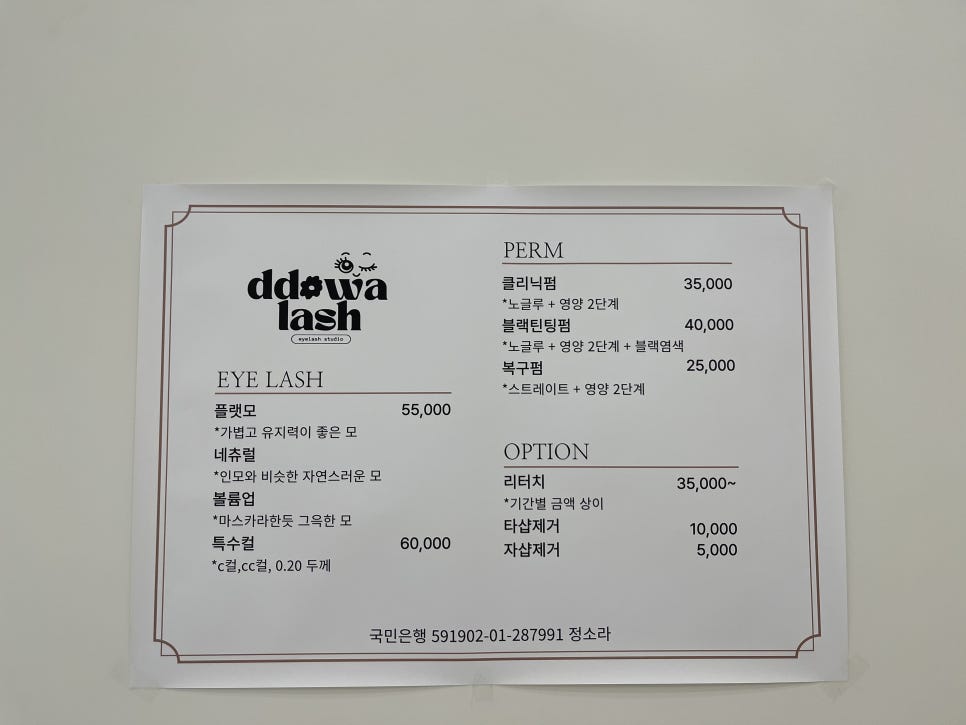 ddowa
lash
eyelash studio
EYE LASH
플랫모 55,000
*가볍고 유지력이 좋은 모
네츄럴
*인모와 비슷한 자연스러운 모
볼륨업
*마스카라한듯 그윽한 모
특수컬 60,000
*c컬,cc컬, 0.20 두께
PERM
클리닉펌 35,000
*노글루 + 영양 2단계
블랙틴팅펌 40,000
*노글루 + 영양 2단계 + 블랙염색
복구펌 25,000
*스트레이트 + 영양 2단계
OPTION
리터치 35,000~
*기간별 금액 상이
타샵제거 10,000
자샵제거 5,000
국민은행 591902-01-287991 정소라